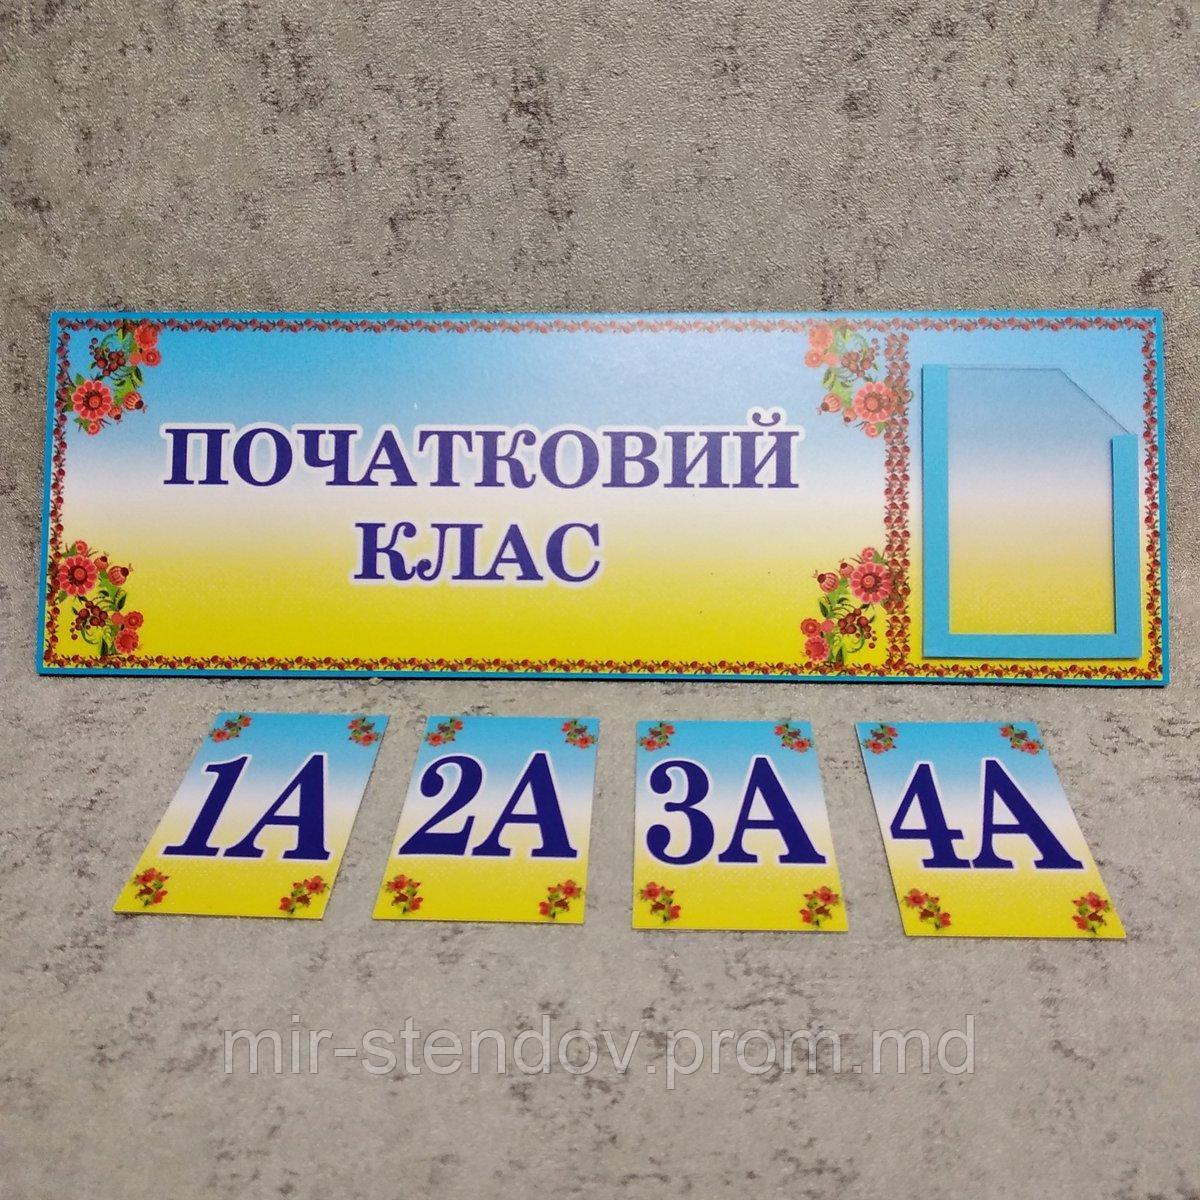 ПОЧАТКОВИЙ
КЛАС
1А 2А 3А 4А
mir-stendov.prom.md